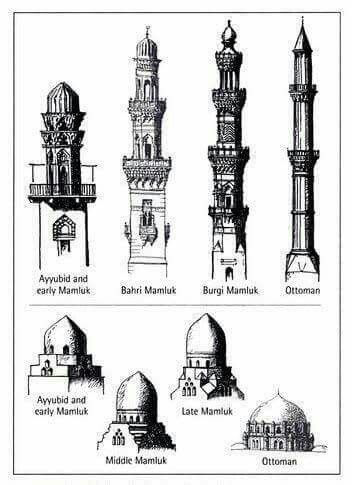 Ayyubid and
early Mamluk
Bahri Mamluk
Burgi Mamluk
Ottoman
Ayyubid and
early Mamluk
Middle Mamluk
Late Mamluk
Ottoman